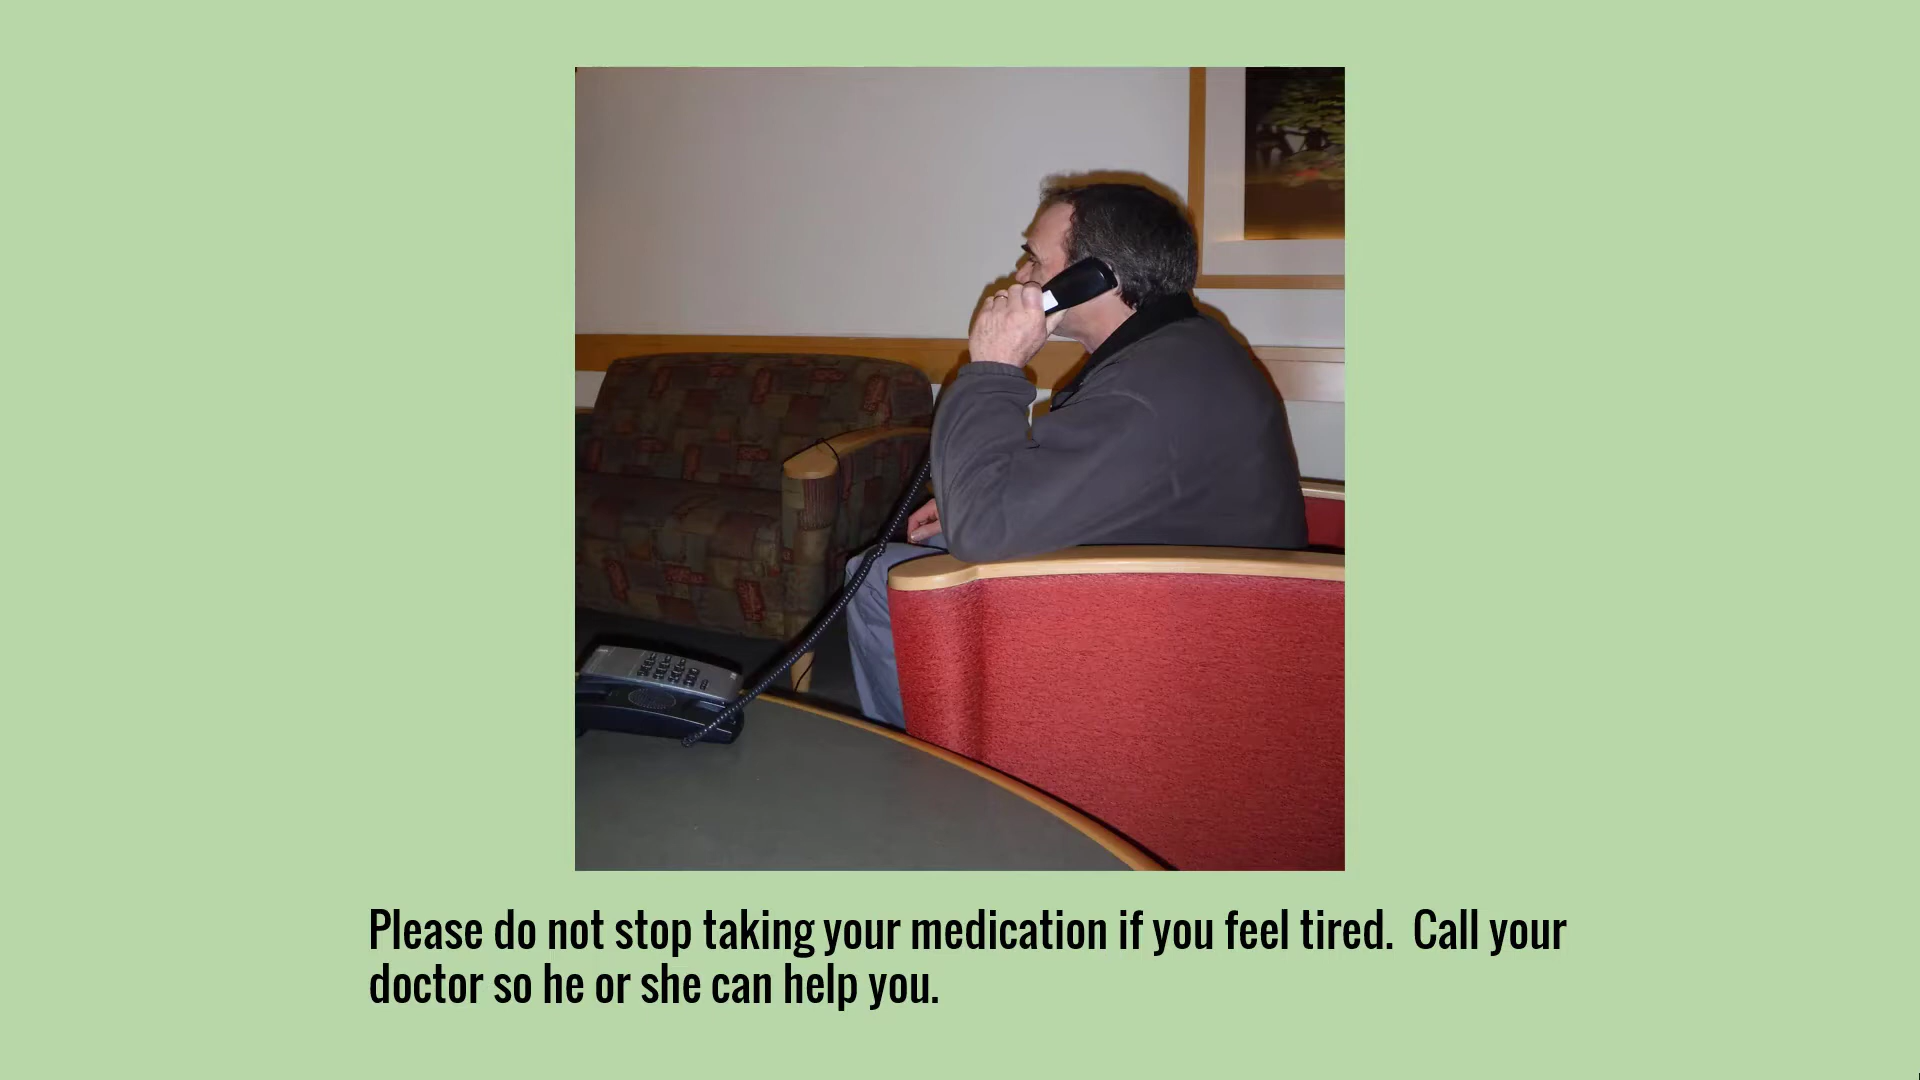 Please do not stop taking your medication if you feel tired.  Call your
doctor so he or she can help you.